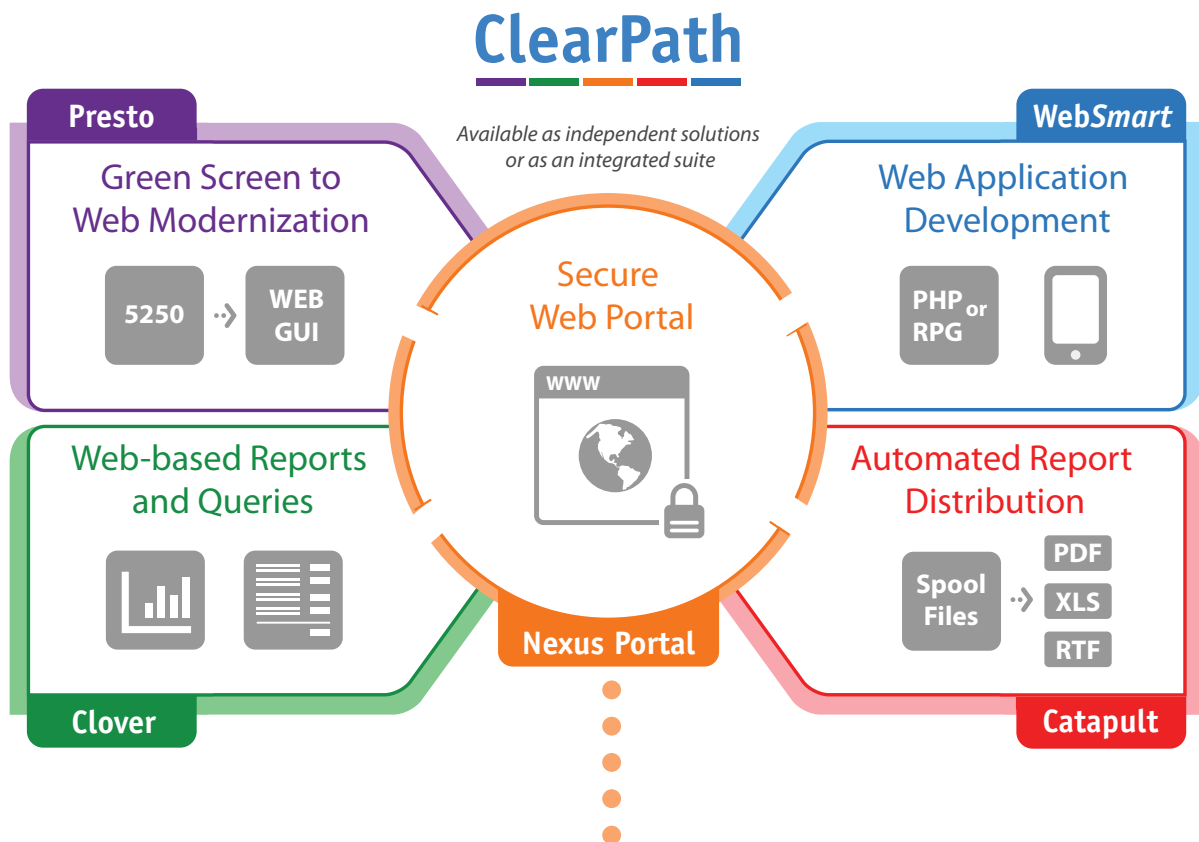 ClearPath
Available as independent solutions
or as an integrated suite
Presto
Green Screen to
Web Modernization
5250
WEB
GUI
WebSmart
Web Application
Development
PHP or
RPG
Secure
Web Portal
WWW
Nexus Portal
Web-based Reports
and Queries
Clover
Automated Report
Distribution
Spool
Files
PDF
XLS
RTF
Catapult